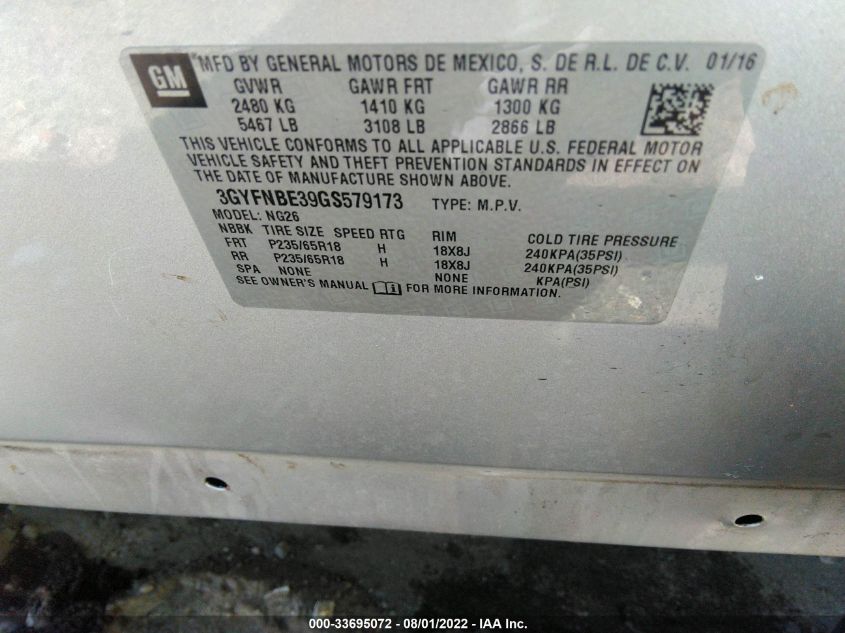 GM MFD BY GENERAL MOTORS DE MEXICO, S. DE R.L. DE C.V. 01/16
GVWR GAWR FRT GAWR RR
2480 KG 1410 KG 1300 KG
5467 LB 3108 LB 2866 LB
THIS VEHICLE CONFORMS TO ALL APPLICABLE U.S. FEDERAL MOTOR
VEHICLE SAFETY AND THEFT PREVENTION STANDARDS IN EFFECT ON
THE DATE OF MANUFACTURE SHOWN ABOVE.
3GYFNBE39GS579173 TYPE: M.P.V.
MODEL: NG26
NBBK TIRE SIZE SPEED RTG RIM COLD TIRE PRESSURE
FRT P235/65R18 H 18X8J 240KPA(35PSI)
RR P235/65R18 H 18X8J 240KPA(35PSI)
SPA NONE NONE KPA(PSI)
SEE OWNER'S MANUAL FOR MORE INFORMATION.
000-33695072 - 08/01/2022 - IAA Inc.